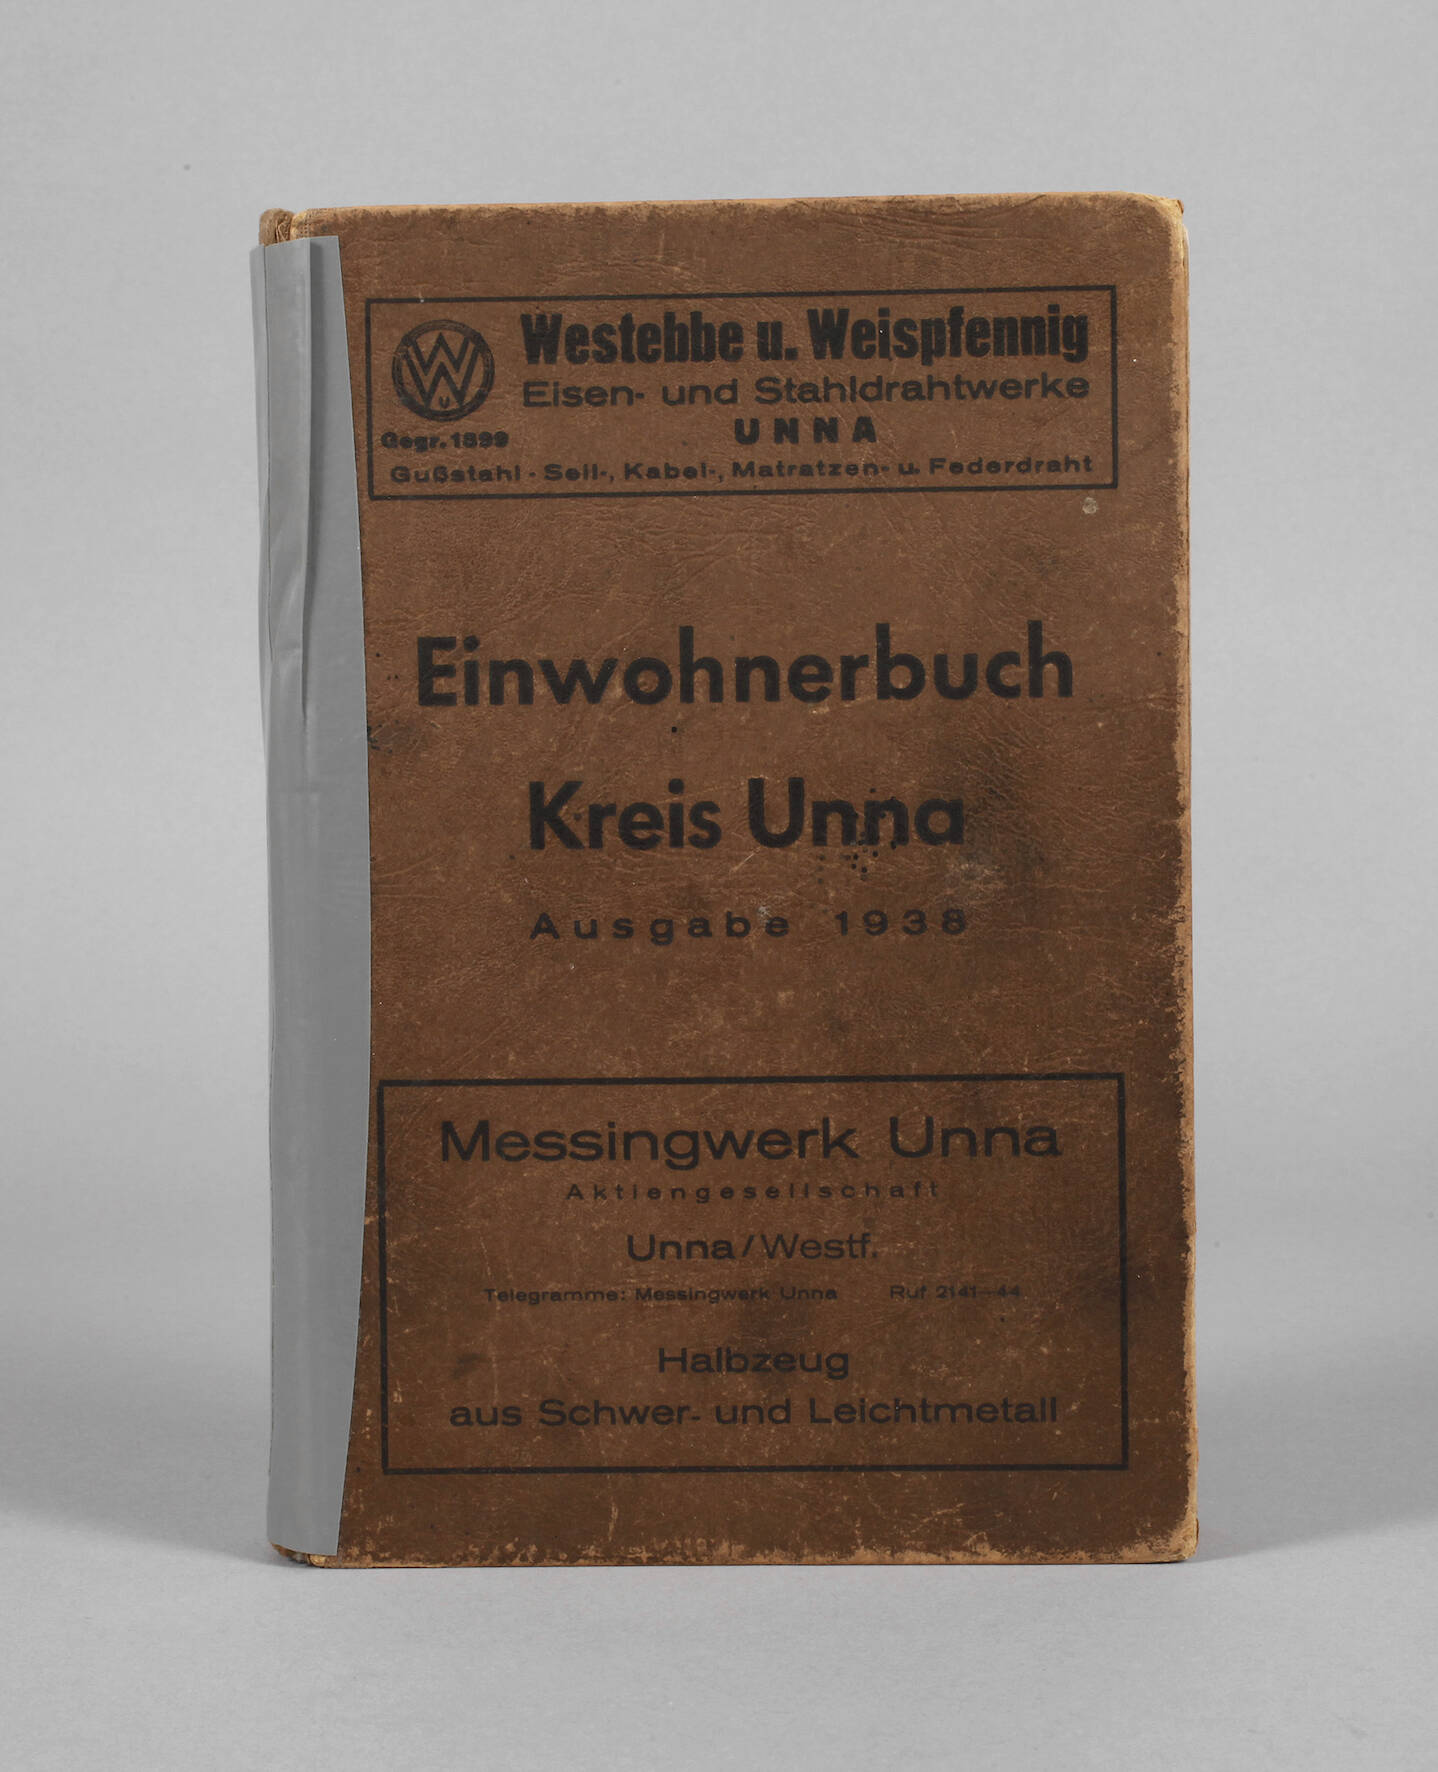 WuW
Westebbe u. Weispfennig
Eisen- und Stahldrahtwerke
UNNA
Gegr. 1899
Gußstahl - Seil-, Kabel-, Matratzen- u. Federdraht
Einwohnerbuch
Kreis Unna
Ausgabe 1938
Messingwerk Unna
Aktiengesellschaft
Unna/Westf.
Telegramme: Messingwerk Unna Ruf 2141—44
Halbzeug
aus Schwer- und Leichtmetall